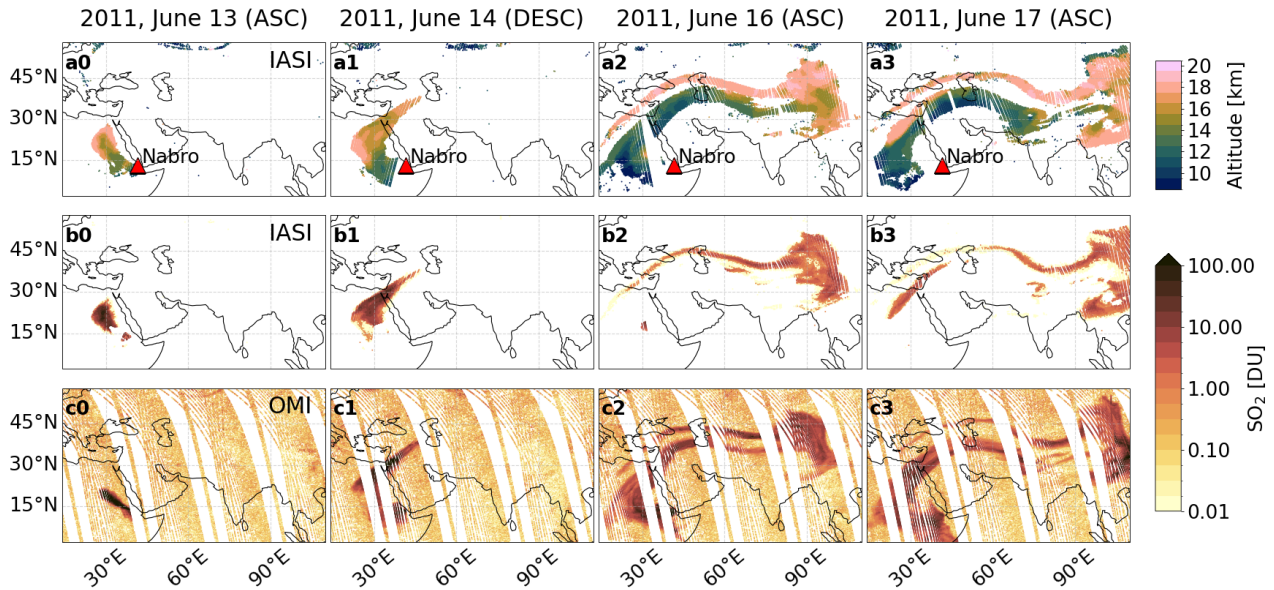 2011, June 13 (ASC) 2011, June 14 (DESC) 2011, June 16 (ASC) 2011, June 17 (ASC)
a0 IASI a1 a2 a3
45°N
30°N
15°N
Nabro Nabro Nabro Nabro
20
18
16
14
12
10
Altitude [km]
b0 IASI b1 b2 b3
45°N
30°N
15°N
c0 OMI c1 c2 c3
45°N
30°N
15°N
30°E 60°E 90°E 30°E 60°E 90°E 30°E 60°E 90°E 30°E 60°E 90°E
100.00
10.00
1.00
0.10
0.01
SO₂ [DU]